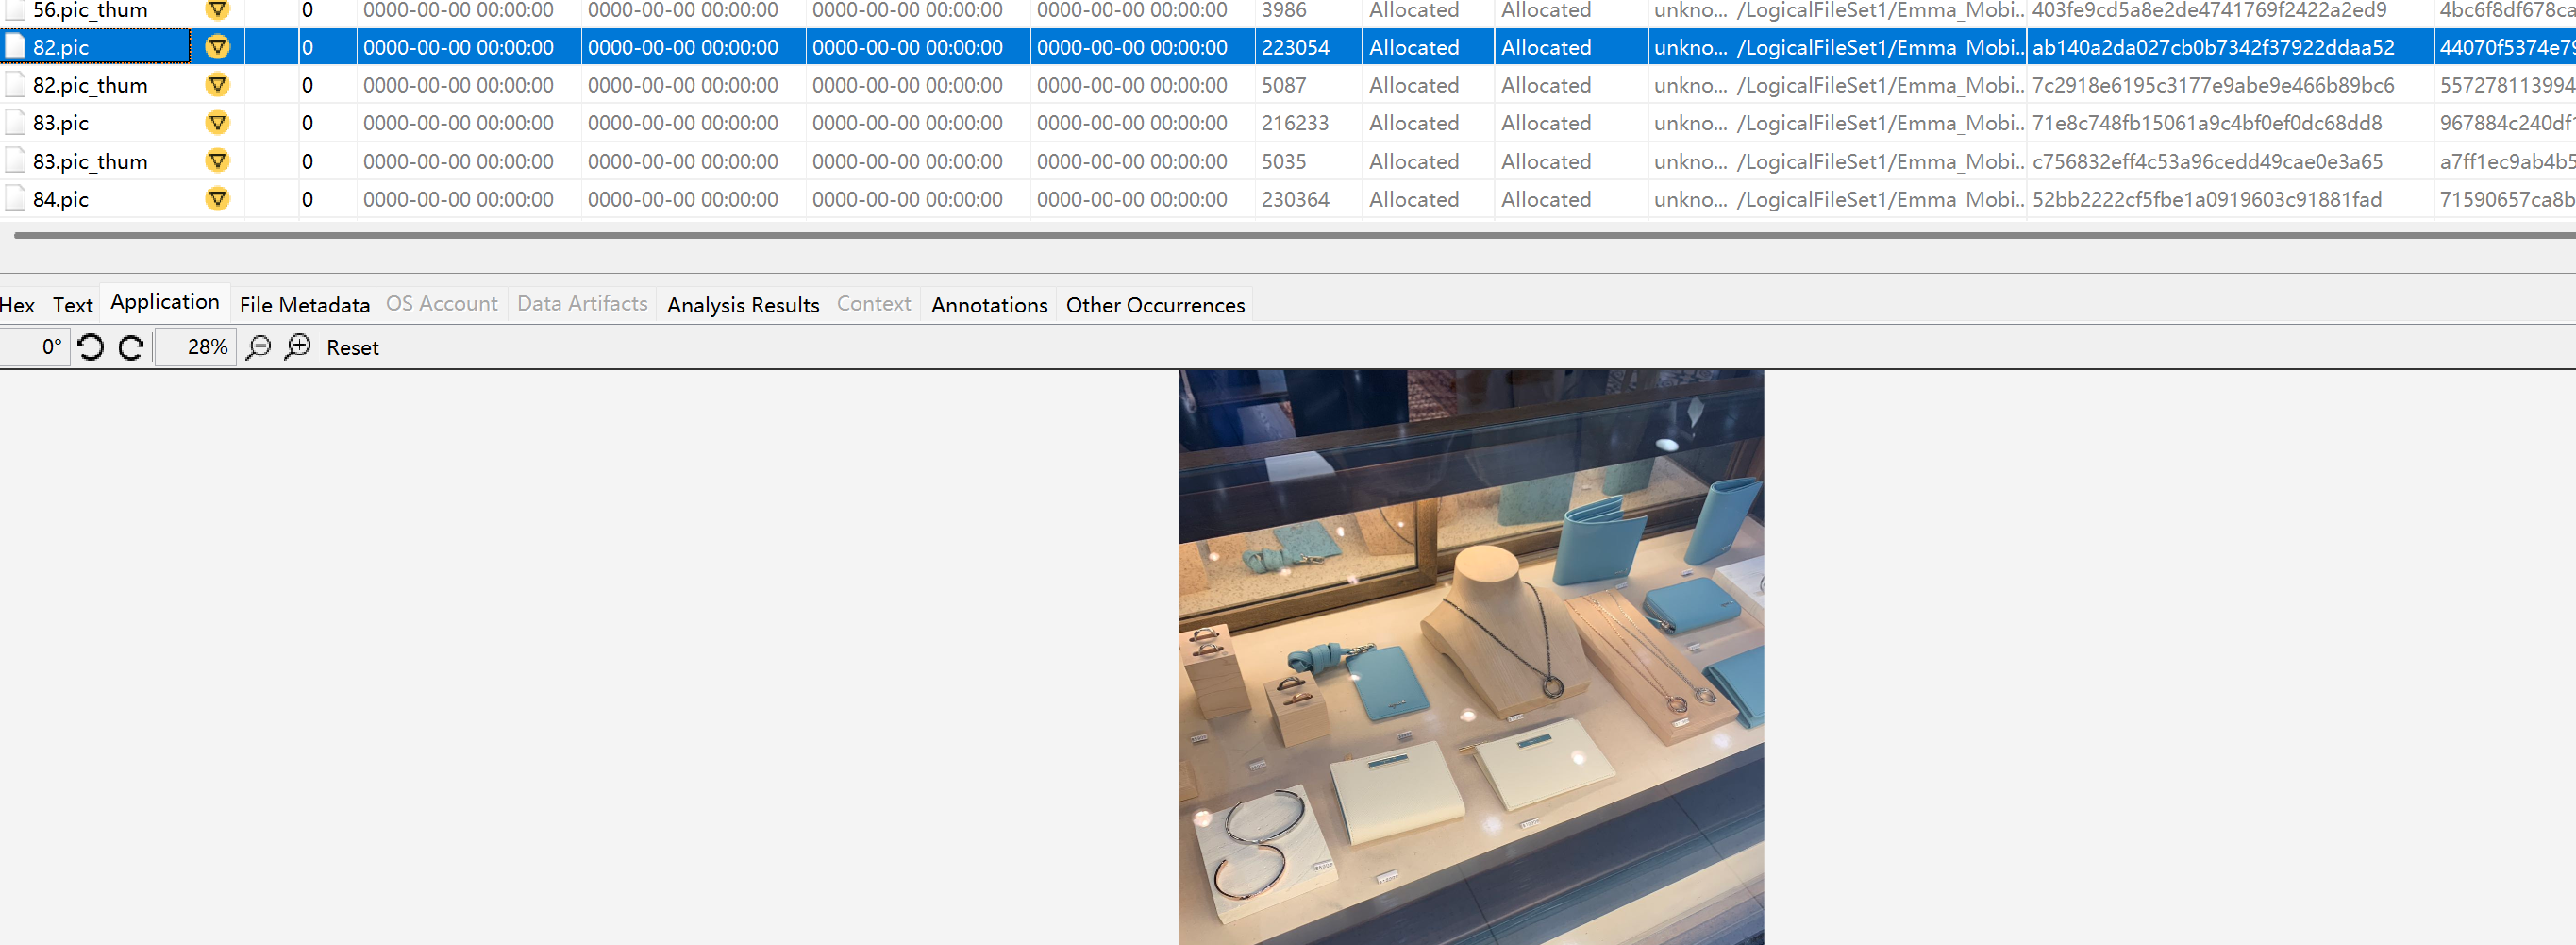 56.pic_thum 0 0000-00-00 00:00:00 0000-00-00 00:00:00 0000-00-00 00:00:00 0000-00-00 00:00:00 3986 Allocated Allocated unkno... /LogicalFileSet1/Emma_Mobi... 403fe9cd5a8e2de4741769f2422a2ed9 4bc6f8df678ca
82.pic 0 0000-00-00 00:00:00 0000-00-00 00:00:00 0000-00-00 00:00:00 0000-00-00 00:00:00 223054 Allocated Allocated unkno... /LogicalFileSet1/Emma_Mobi... ab140a2da027cb0b7342f37922ddaa52 44070f5374e79
82.pic_thum 0 0000-00-00 00:00:00 0000-00-00 00:00:00 0000-00-00 00:00:00 0000-00-00 00:00:00 5087 Allocated Allocated unkno... /LogicalFileSet1/Emma_Mobi... 7c2918e6195c3177e9abe9e466b89bc6 557278113994
83.pic 0 0000-00-00 00:00:00 0000-00-00 00:00:00 0000-00-00 00:00:00 0000-00-00 00:00:00 216233 Allocated Allocated unkno... /LogicalFileSet1/Emma_Mobi... 71e8c748fb15061a9c4bf0ef0dc68dd8 967884c240df
83.pic_thum 0 0000-00-00 00:00:00 0000-00-00 00:00:00 0000-00-00 00:00:00 0000-00-00 00:00:00 5035 Allocated Allocated unkno... /LogicalFileSet1/Emma_Mobi... c756832eff4c53a96cedd49cae0e3a65 a7ff1ec9ab4b5
84.pic 0 0000-00-00 00:00:00 0000-00-00 00:00:00 0000-00-00 00:00:00 0000-00-00 00:00:00 230364 Allocated Allocated unkno... /LogicalFileSet1/Emma_Mobi... 52bb2222cf5fbe1a0919603c91881fad 71590657ca8b
Hex Text Application File Metadata OS Account Data Artifacts Analysis Results Context Annotations Other Occurrences
0° 28% Reset